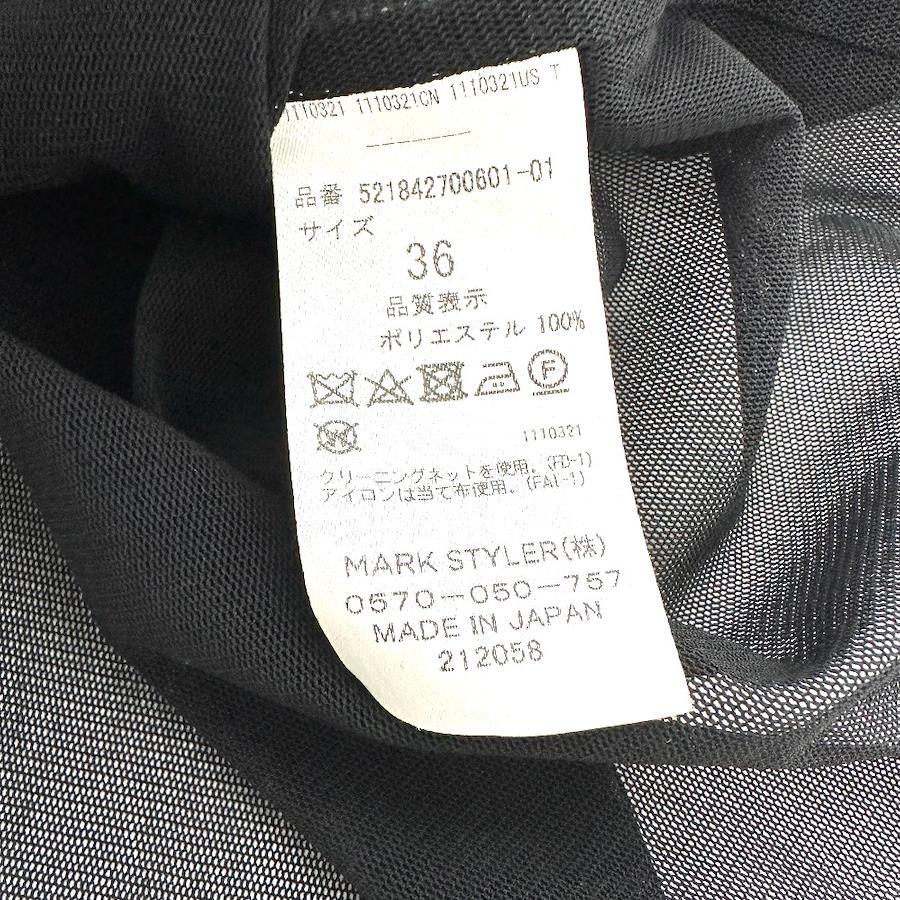 1110321 1110321CN 1110321US T
品番 521842700601-01
サイズ
36
品質表示
ポリエステル 100%
F
W
1110321
クリーニングネットを使用。(FD-1)
アイロンは当て布使用。(FAI-1)
MARK STYLER(株)
0570-050-757
MADE IN JAPAN
212058